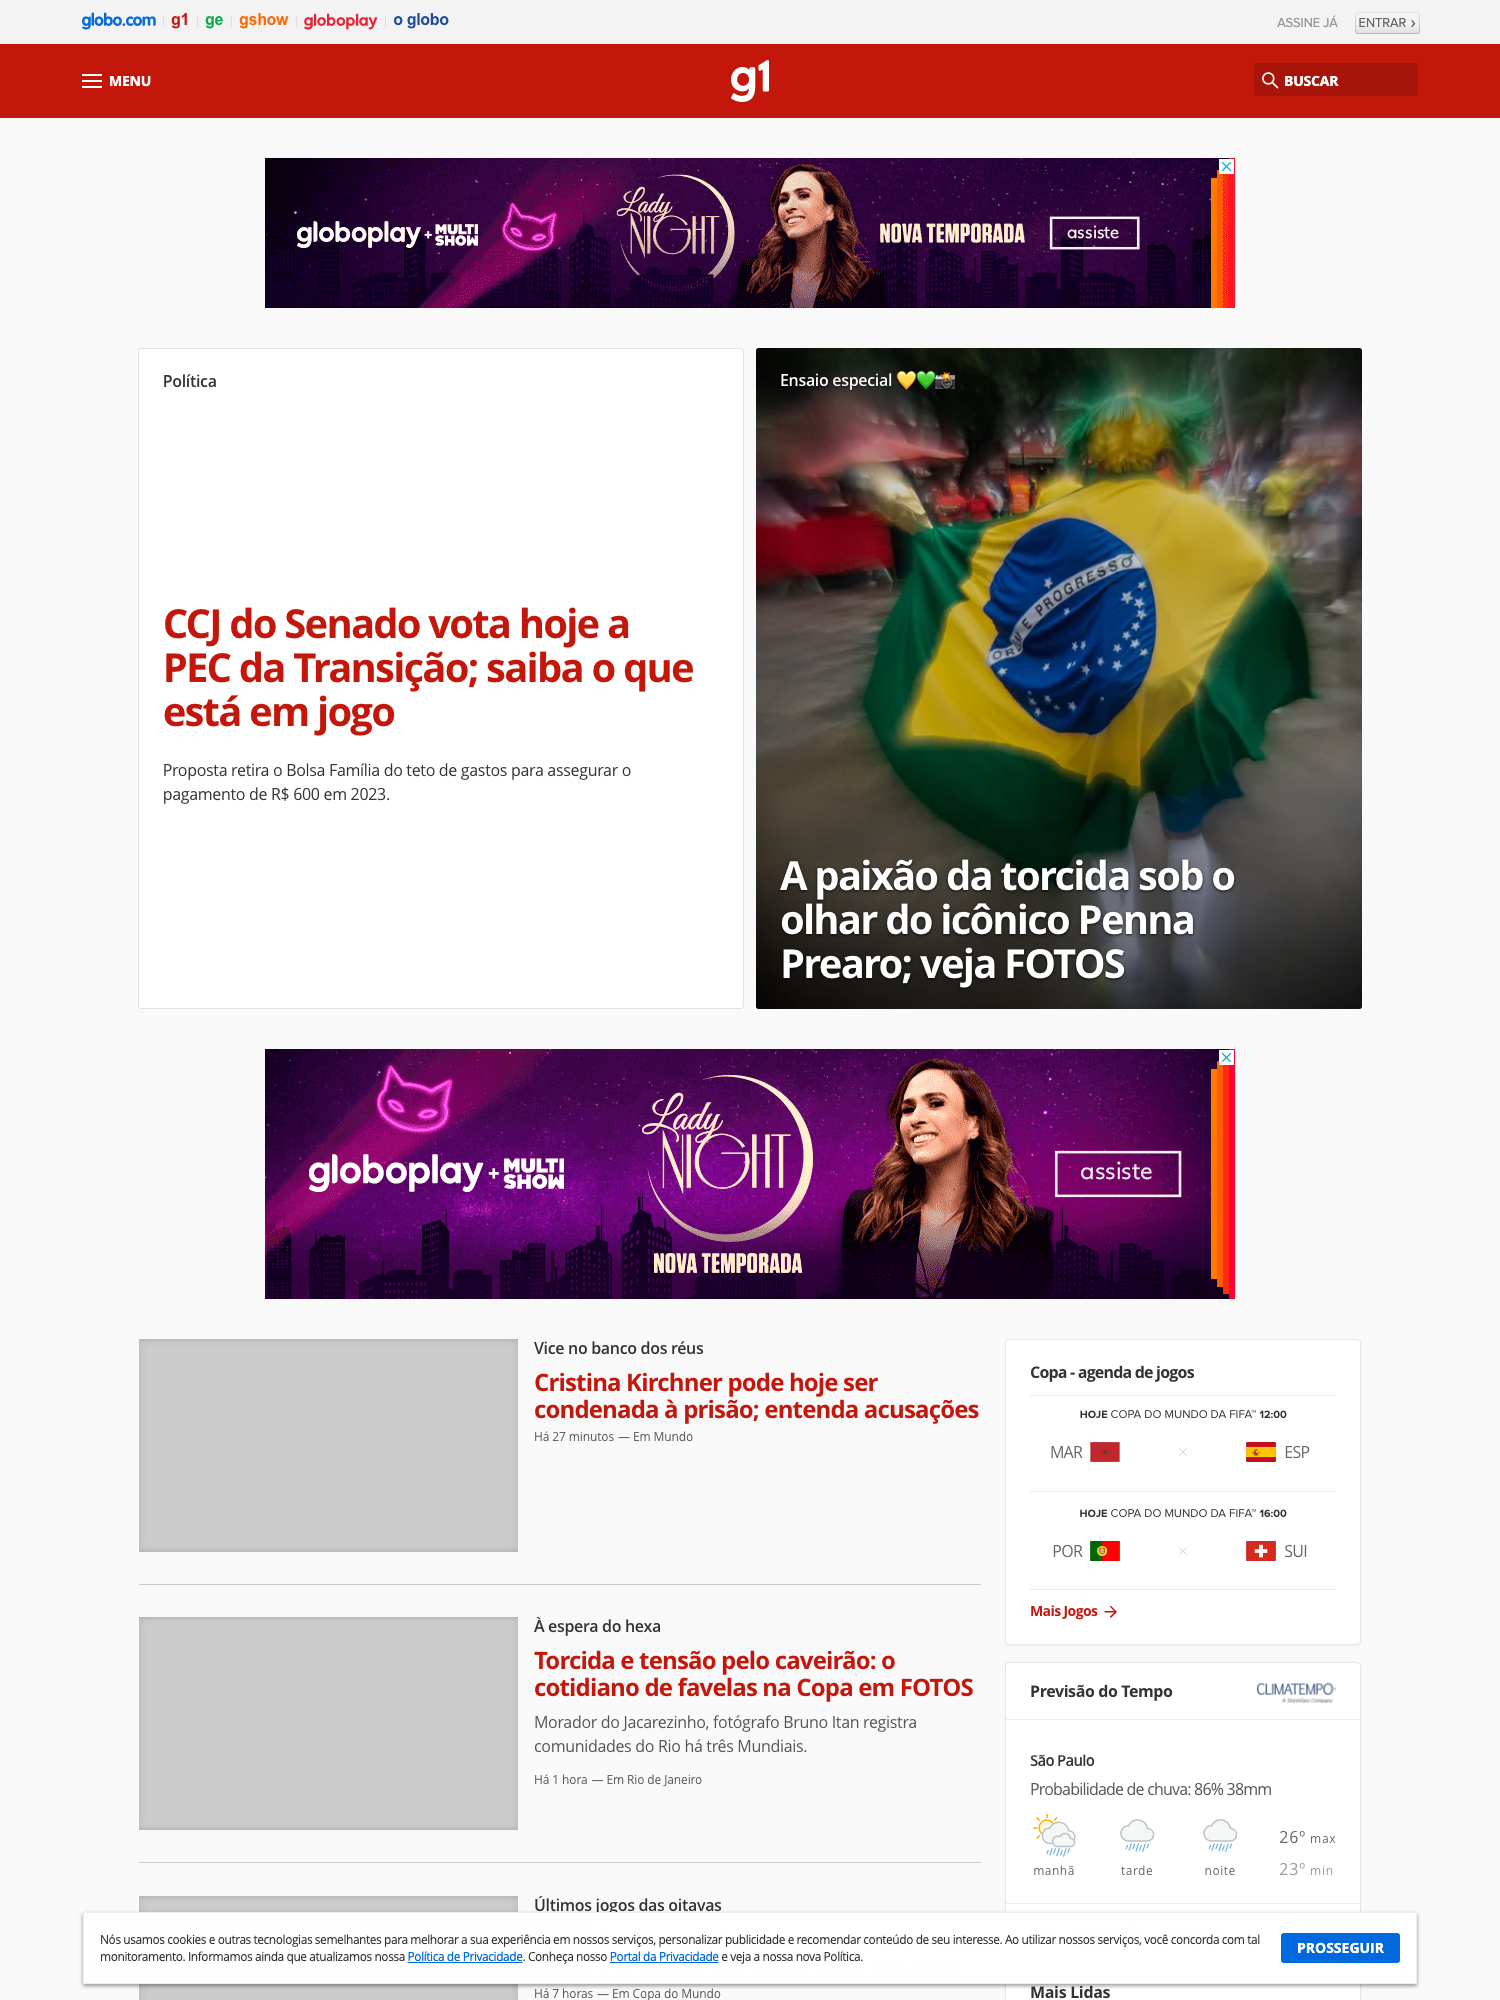 globo.com g1 ge gshow globoplay o globo
ASSINE JÁ ENTRAR ›
MENU
g1
BUSCAR
globoplay + MULTI SHOW
Lady NIGHT
NOVA TEMPORADA
assiste
Política
CCJ do Senado vota hoje a
PEC da Transição; saiba o que
está em jogo
Proposta retira o Bolsa Família do teto de gastos para assegurar o
pagamento de R$ 600 em 2023.
Ensaio especial 💛💚📸
ORDEM E PROGRESSO
A paixão da torcida sob o
olhar do icônico Penna
Prearo; veja FOTOS
globoplay + MULTI SHOW
Lady NIGHT
NOVA TEMPORADA
assiste
Vice no banco dos réus
Cristina Kirchner pode hoje ser
condenada à prisão; entenda acusações
Há 27 minutos — Em Mundo
À espera do hexa
Torcida e tensão pelo caveirão: o
cotidiano de favelas na Copa em FOTOS
Morador do Jacarezinho, fotógrafo Bruno Itan registra
comunidades do Rio há três Mundiais.
Há 1 hora — Em Rio de Janeiro
Últimos jogos das oitavas
Há 7 horas — Em Copa do Mundo
Copa - agenda de jogos
HOJE COPA DO MUNDO DA FIFA™ 12:00
MAR × ESP
HOJE COPA DO MUNDO DA FIFA™ 16:00
POR × SUI
Mais Jogos →
Previsão do Tempo
CLIMATEMPO
A StormGeo Company
São Paulo
Probabilidade de chuva: 86% 38mm
manhã tarde noite
26º max
23º min
Mais Lidas
Nós usamos cookies e outras tecnologias semelhantes para melhorar a sua experiência em nossos serviços, personalizar publicidade e recomendar conteúdo de seu interesse. Ao utilizar nossos serviços, você concorda com tal
monitoramento. Informamos ainda que atualizamos nossa Política de Privacidade. Conheça nosso Portal da Privacidade e veja a nossa nova Política.
PROSSEGUIR